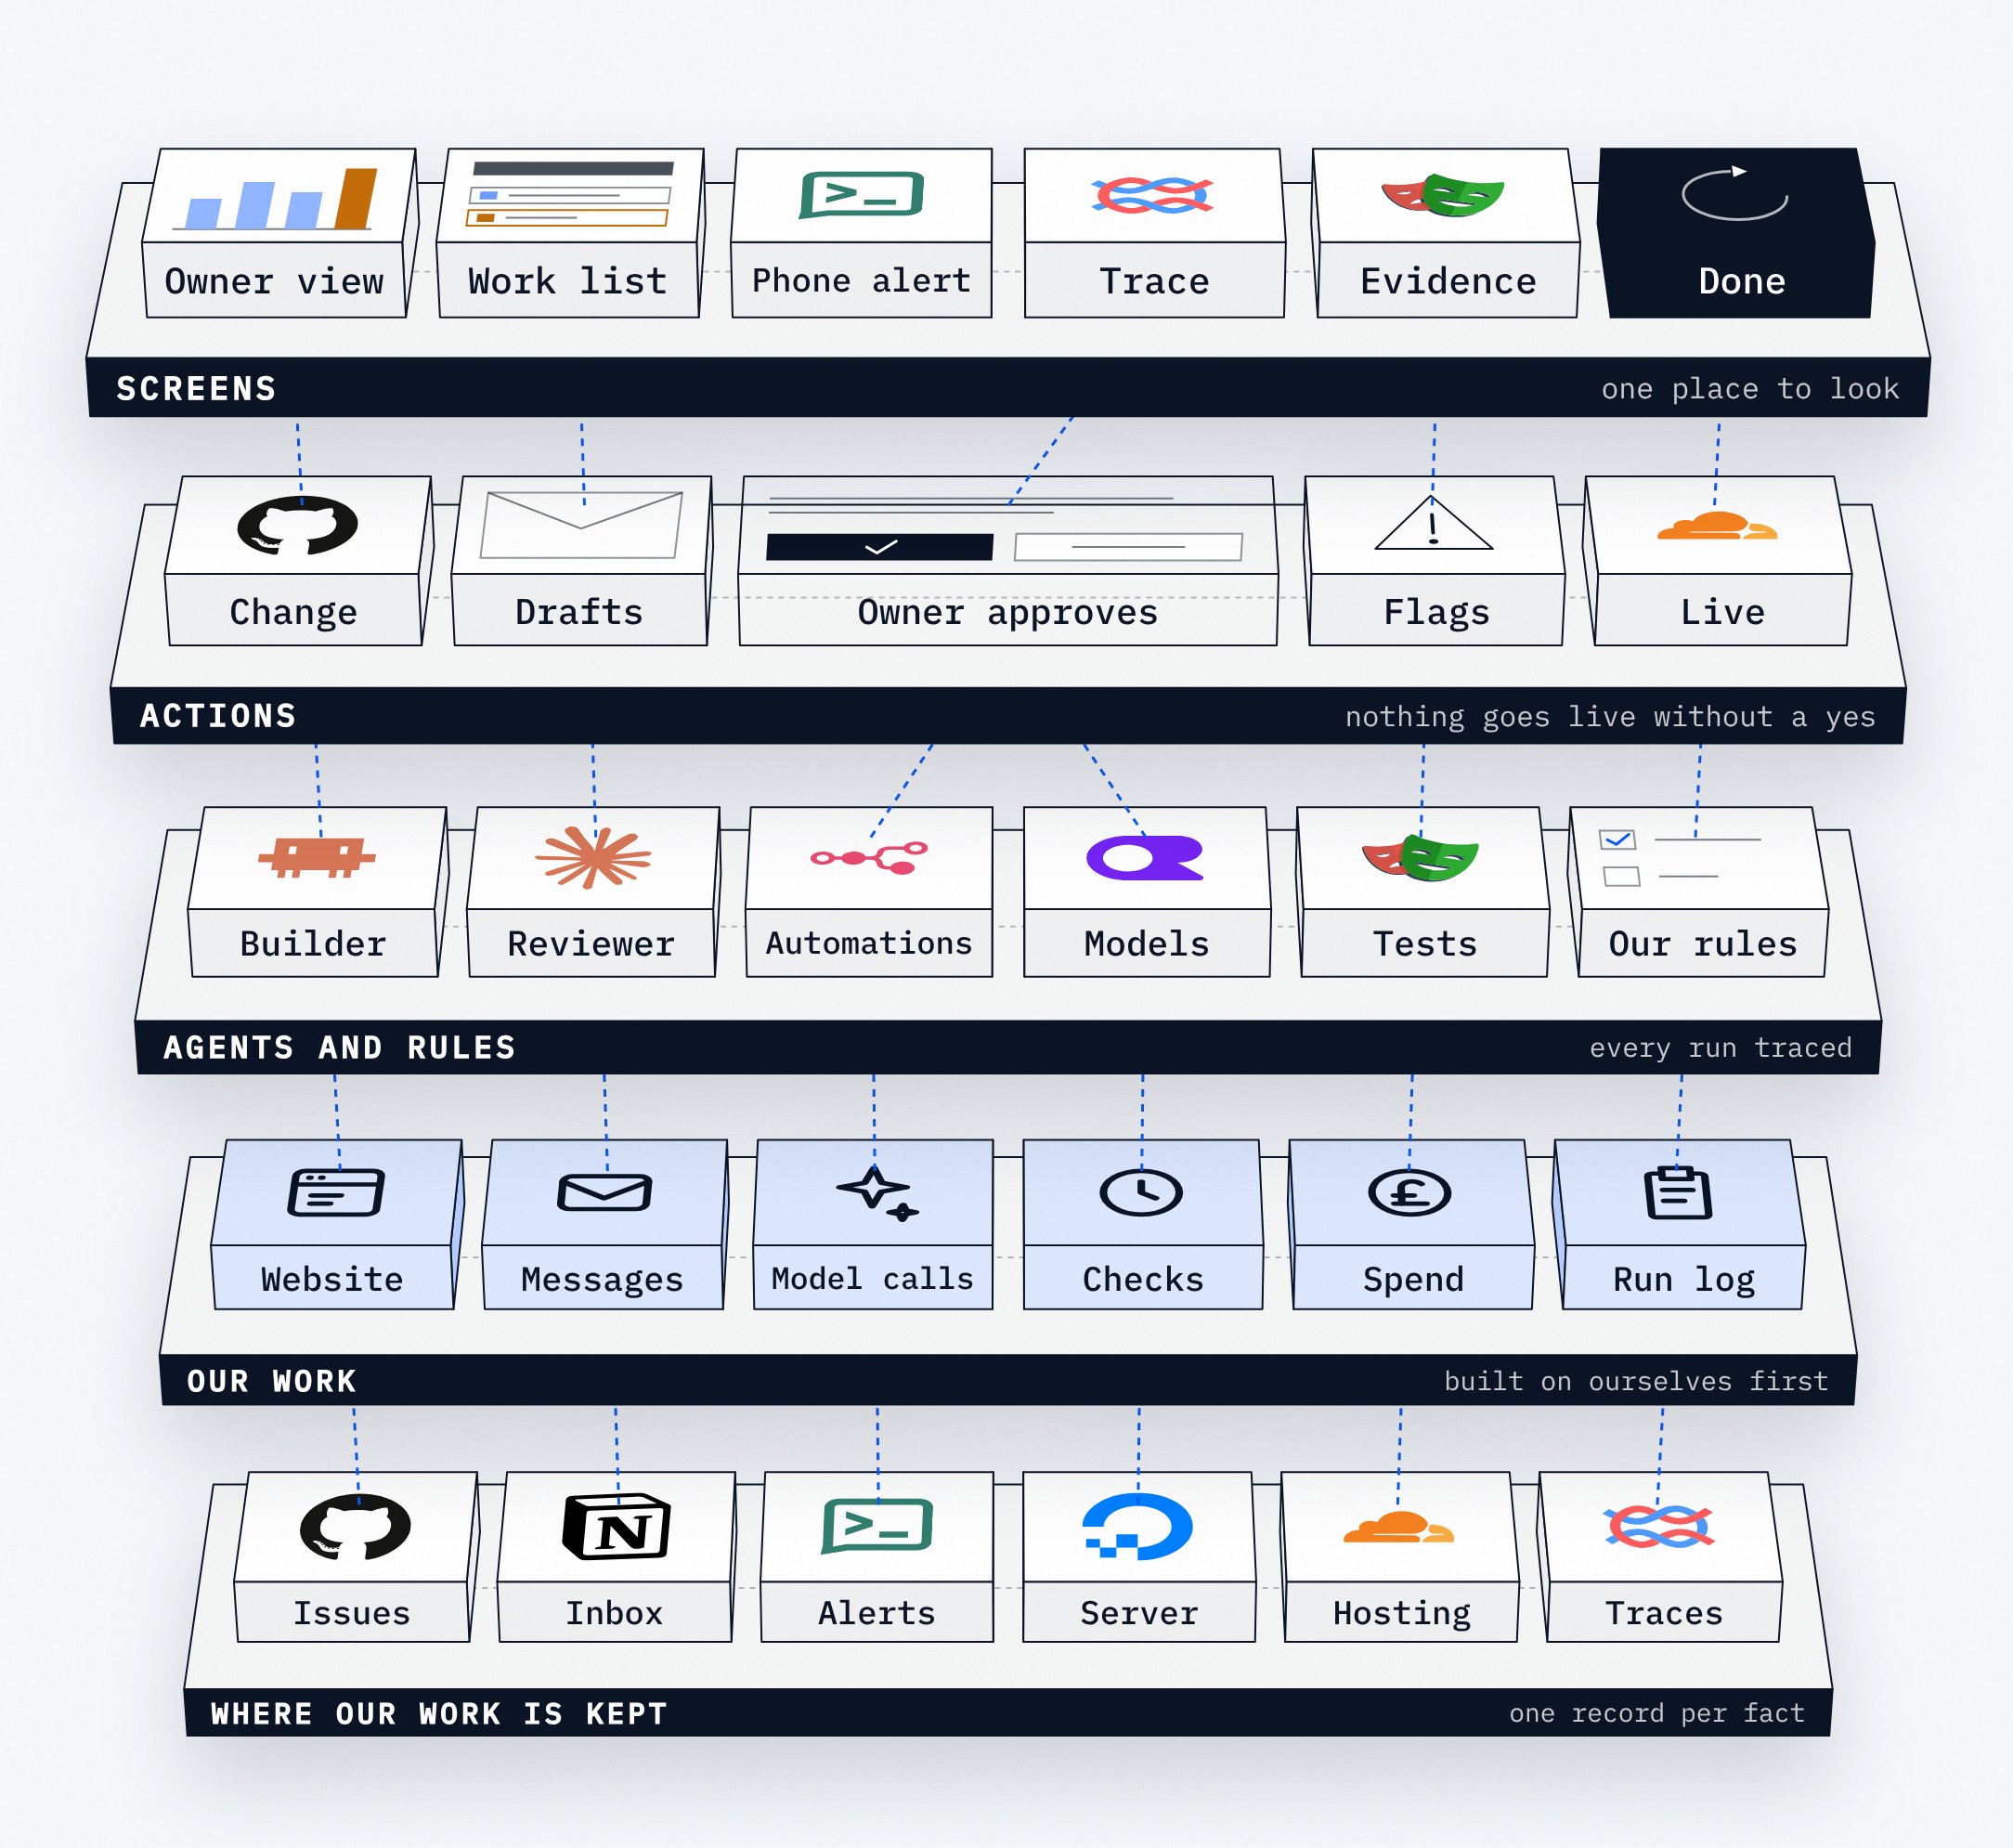 Owner view
Work list
Phone alert
Trace
Evidence
Done
SCREENS
one place to look
Change
Drafts
Owner approves
Flags
Live
ACTIONS
nothing goes live without a yes
Builder
Reviewer
Automations
Models
Tests
Our rules
AGENTS AND RULES
every run traced
Website
Messages
Model calls
Checks
Spend
Run log
OUR WORK
built on ourselves first
Issues
Inbox
Alerts
Server
Hosting
Traces
WHERE OUR WORK IS KEPT
one record per fact